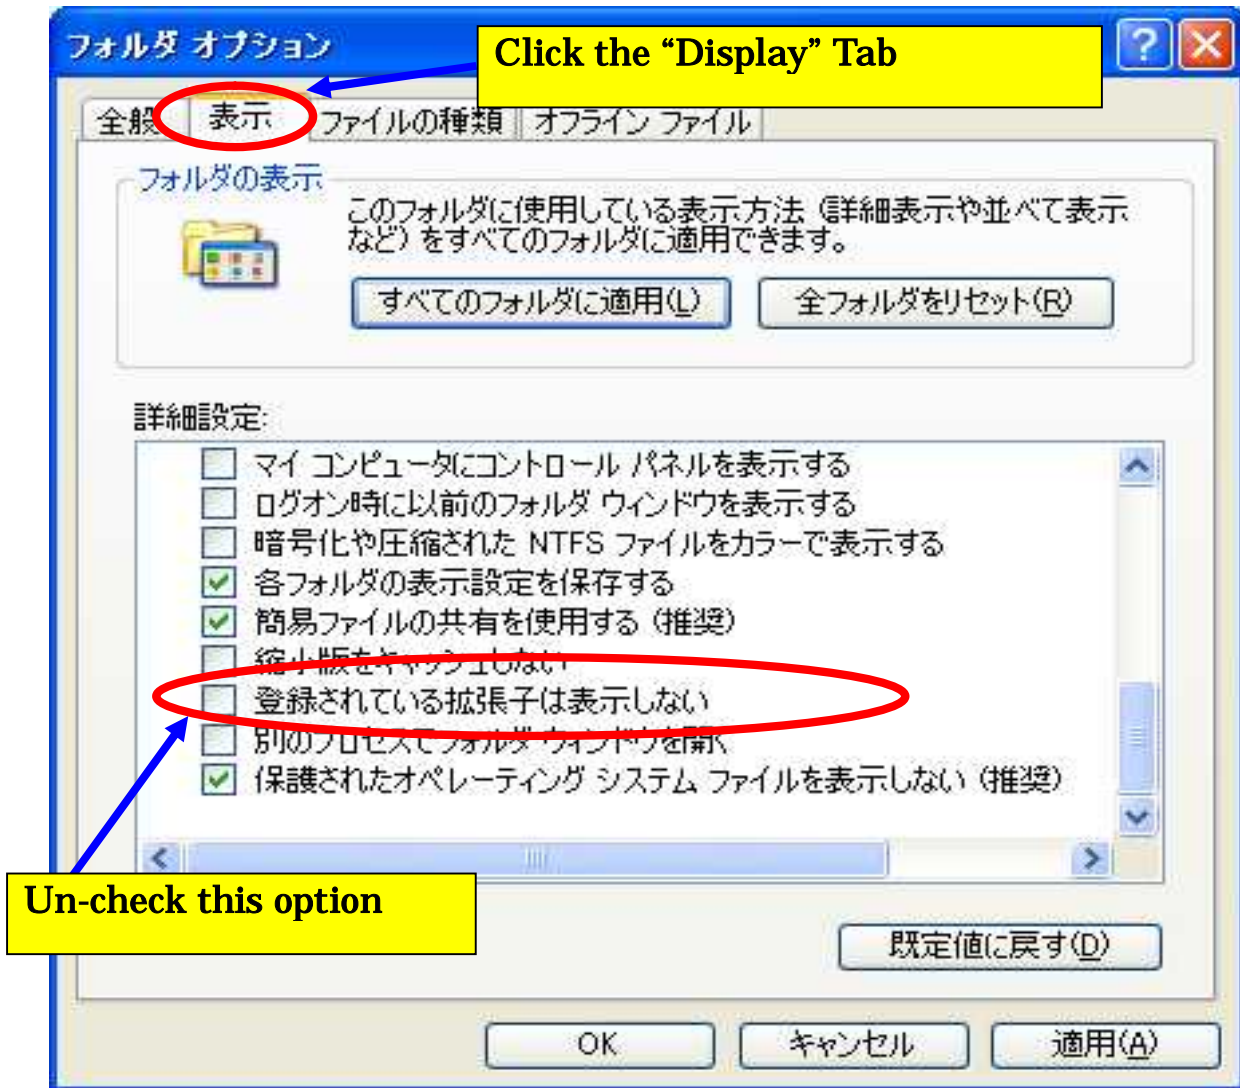 フォルダ オプション
Click the “Display” Tab
全般
表示
ファイルの種類
オフライン ファイル
フォルダの表示
このフォルダに使用している表示方法 (詳細表示や並べて表示
など) をすべてのフォルダに適用できます。
すべてのフォルダに適用(L)
全フォルダをリセット(R)
詳細設定:
マイ コンピュータにコントロール パネルを表示する
ログオン時に以前のフォルダ ウィンドウを表示する
暗号化や圧縮された NTFS ファイルをカラーで表示する
各フォルダの表示設定を保存する
簡易ファイルの共有を使用する (推奨)
縮小版をキャッシュしない
登録されている拡張子は表示しない
別のプロセスでフォルダ ウィンドウを開く
保護されたオペレーティング システム ファイルを表示しない (推奨)
Un-check this option
既定値に戻す(D)
OK
キャンセル
適用(A)